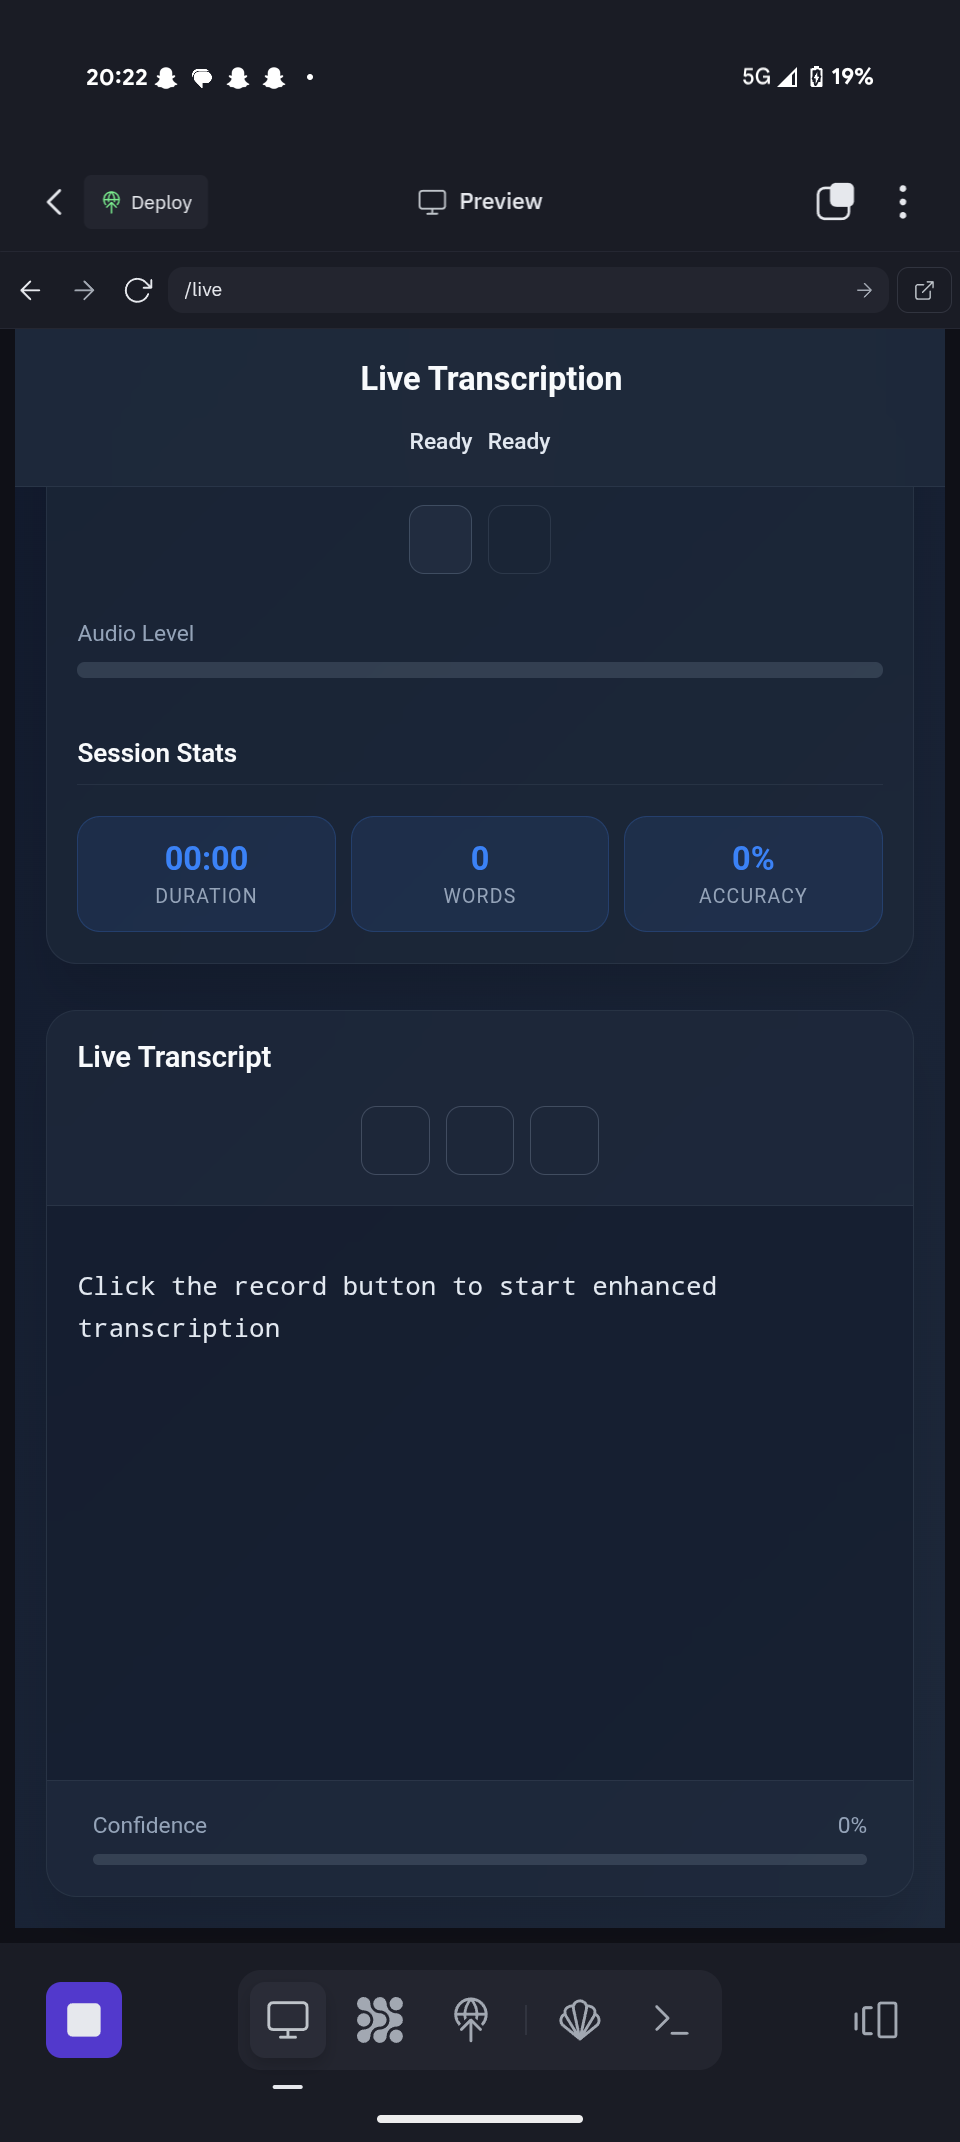 20:22
5G 19%
Deploy
Preview
/live
Live Transcription
Ready Ready
Audio Level
Session Stats
00:00 0 0%
DURATION WORDS ACCURACY
Live Transcript
Click the record button to start enhanced
transcription
Confidence 0%